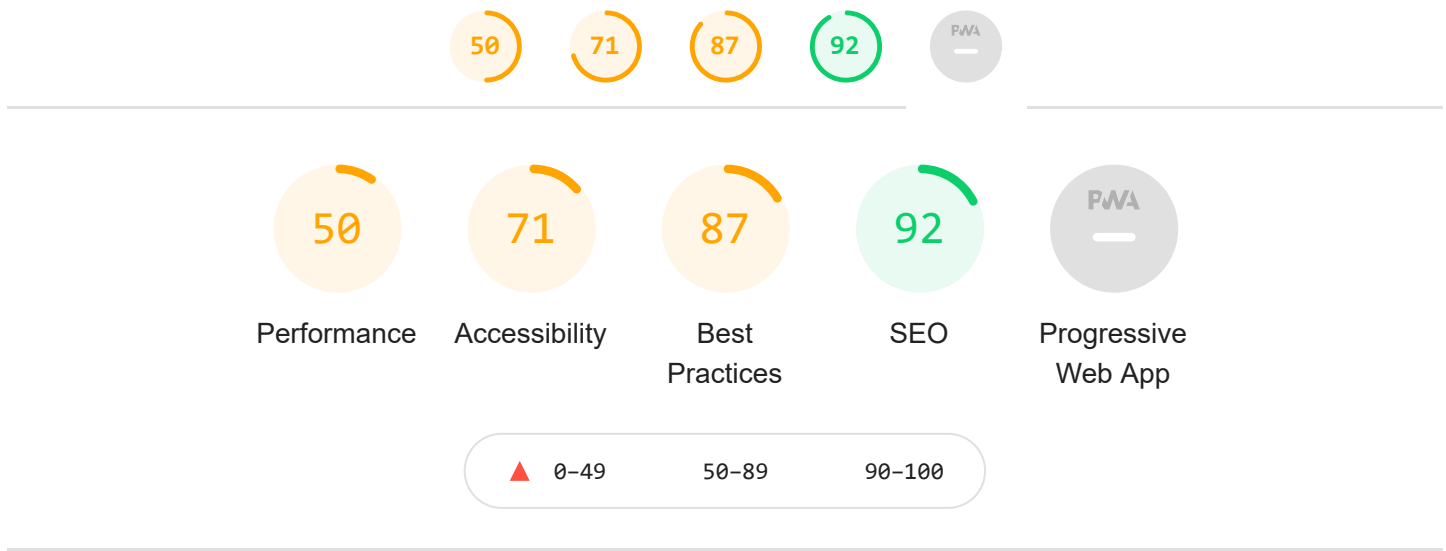 50 71 87 92 PWA
50 71 87 92 PWA
Performance Accessibility Best Practices SEO Progressive Web App
0–49 50–89 90–100